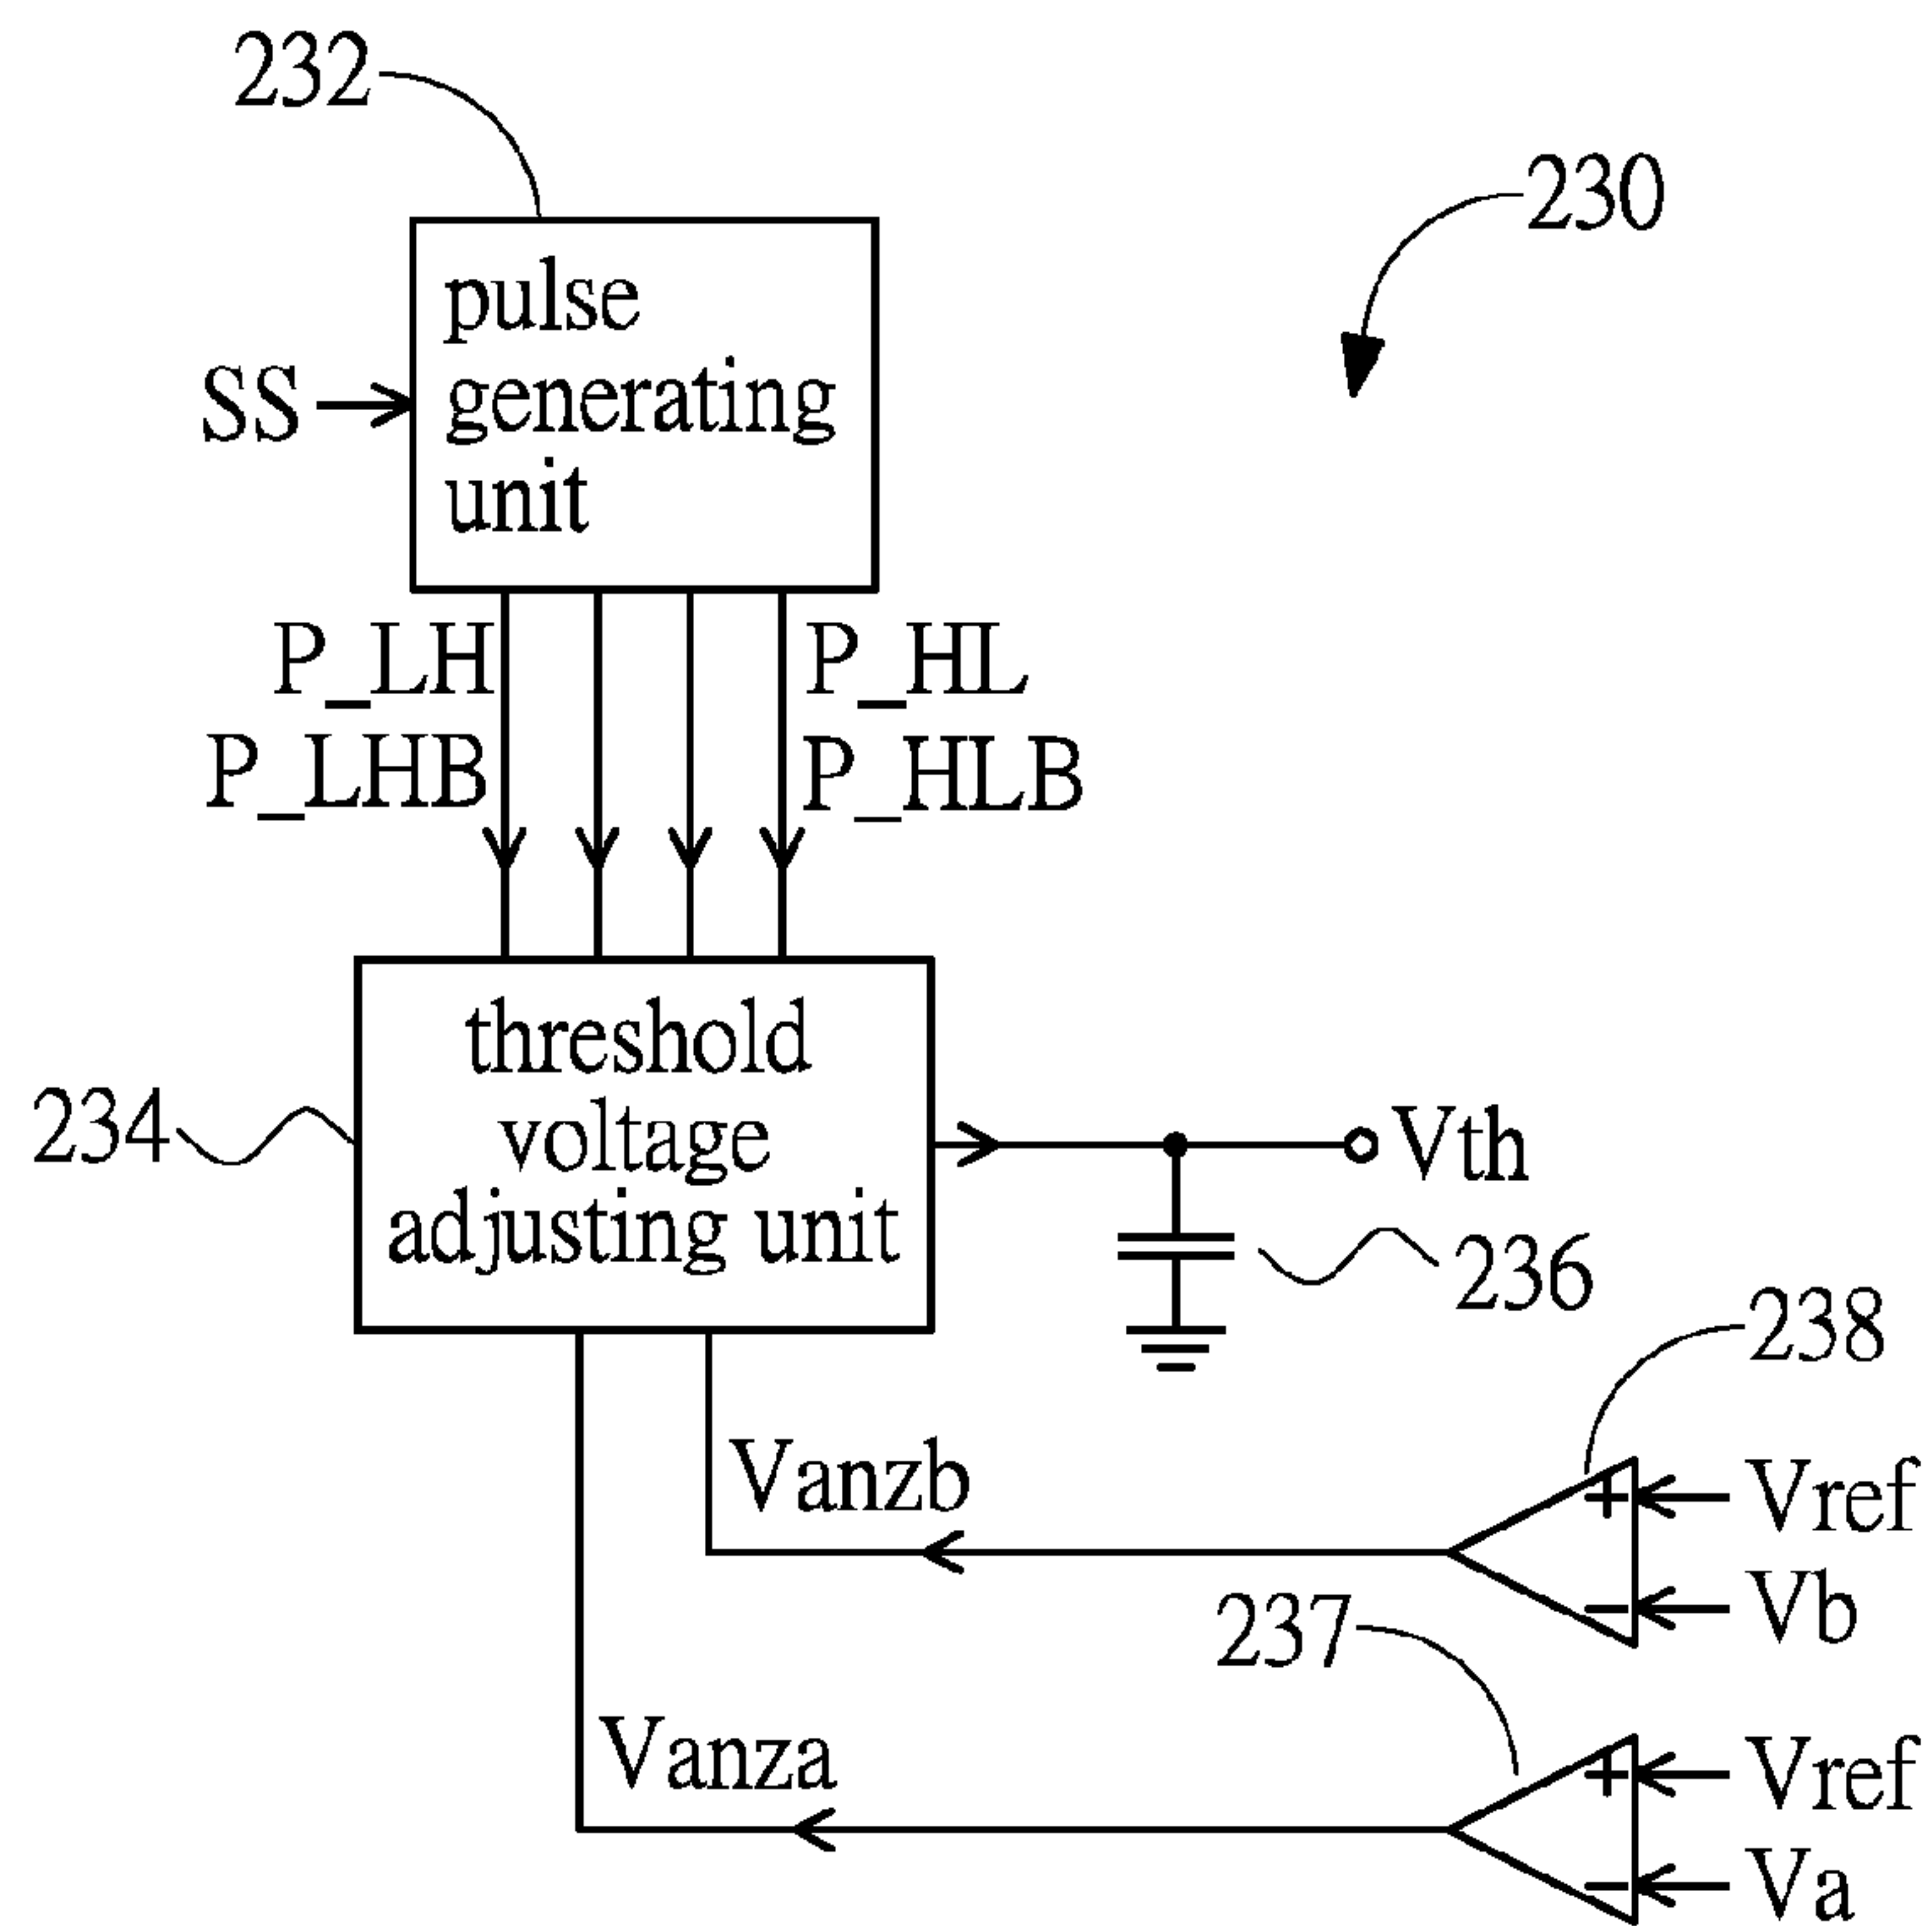 232
230
pulse
generating
unit
SS
P_LH
P_HL
P_LHB
P_HLB
threshold
voltage
adjusting unit
234
Vth
236
238
Vanzb
+
Vref
-
Vb
237
Vanza
+
Vref
-
Va